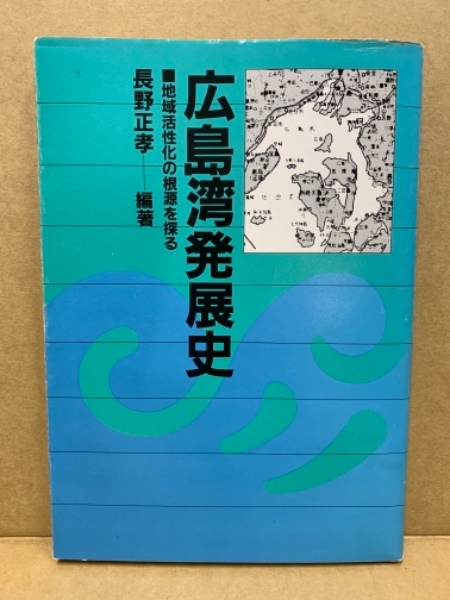 広島湾発展史
■地域活性化の根源を探る
長野正孝──編著